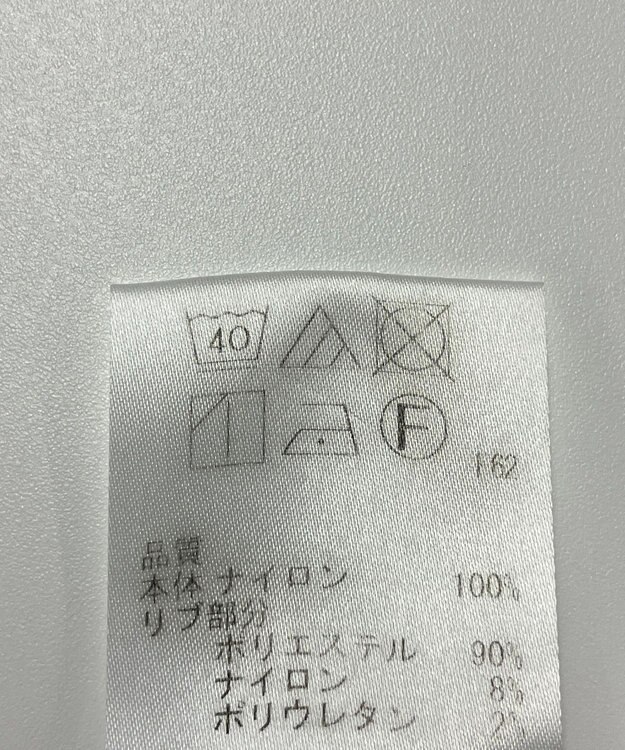 40
F
F62
品質
本体 ナイロン 100%
リブ部分
ポリエステル 90%
ナイロン 8%
ポリウレタン 2%